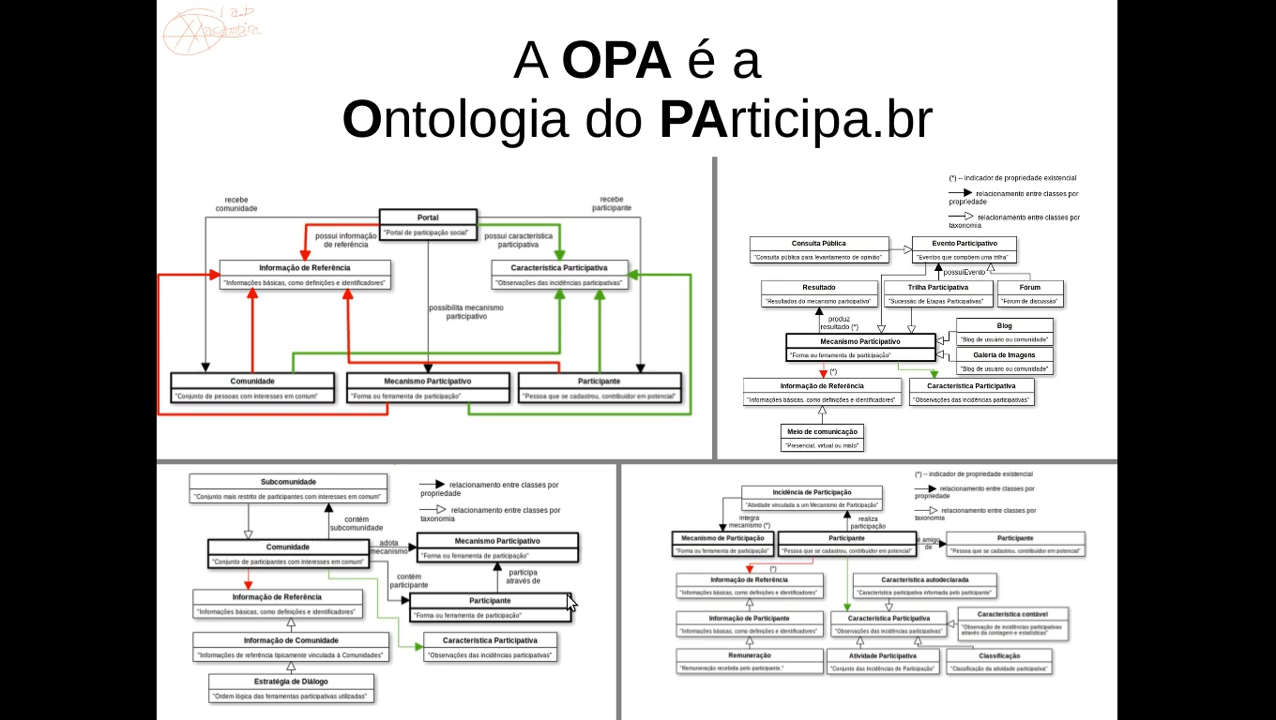 A OPA é a
Ontologia do PArticipa.br
recebe
comunidade
recebe
participante
Portal
"Portal de participação social"
possui informação
de referência
possui característica
participativa
Informação de Referência
"Informações básicas, como definições e identificadores"
Característica Participativa
"Observações das incidências participativas"
possibilita mecanismo
participativo
Comunidade
"Conjunto de pessoas com interesses em comum"
Mecanismo Participativo
"Forma ou ferramenta de participação"
Participante
"Pessoa que se cadastrou, contribuidor em potencial"
(*) -- indicador de propriedade existencial
relacionamento entre classes por
propriedade
relacionamento entre classes por
taxonomia
Consulta Pública
"Consulta pública para levantamento de opinião"
Evento Participativo
"Eventos que compõem uma trilha"
possuiEvento
Resultado
"Resultados do mecanismo participativo"
Trilha Participativa
"Sucessão de Etapas Participativas"
Fórum
"Fórum de discussão"
produz
resultado (*)
Mecanismo Participativo
"Forma ou ferramenta de participação"
Blog
"Blog de usuário ou comunidade"
Galeria de Imagens
"Blog de usuário ou comunidade"
(*)
Informação de Referência
"Informações básicas, como definições e identificadores"
Característica Participativa
"Observações das incidências participativas"
Meio de comunicação
"Presencial, virtual ou misto"
Subcomunidade
"Conjunto mais restrito de participantes com interesses em comum"
relacionamento entre classes por
propriedade
relacionamento entre classes por
taxonomia
contém
subcomunidade
Comunidade
"Conjunto de participantes com interesses em comum"
adota
mecanismo
Mecanismo Participativo
"Forma ou ferramenta de participação"
contém
participante
participa
através de
Informação de Referência
"Informações básicas, como definições e identificadores"
Participante
"Forma ou ferramenta de participação"
Informação de Comunidade
"Informações de referência tipicamente vinculada à Comunidades"
Característica Participativa
"Observações das incidências participativas"
Estratégia de Diálogo
"Ordem lógica das ferramentas participativas utilizadas"
(*) -- indicador de propriedade existencial
relacionamento entre classes por
propriedade
relacionamento entre classes por
taxonomia
Incidência de Participação
"Atividade vinculada a um Mecanismo de Participação"
integra
mecanismo (*)
realiza
participação
Mecanismo de Participação
"Forma ou ferramenta de participação"
Participante
"Pessoa que se cadastrou, contribuidor em potencial"
é amigo
de
Participante
"Pessoa que se cadastrou, contribuidor em potencial"
(*)
Informação de Referência
"Informações básicas, como definições e identificadores"
Característica autodeclarada
"Característica participativa informada pelo participante"
Informação de Participante
"Informações básicas, como definições e identificadores"
Característica Participativa
"Observações das incidências participativas"
Característica contável
"Observação de incidências participativas
através da contagem e estatísticas"
Remuneração
"Remuneração recebida pelo participante."
Atividade Participativa
"Conjunto das Incidências de Participação"
Classificação
"Classificação da atividade participativa"